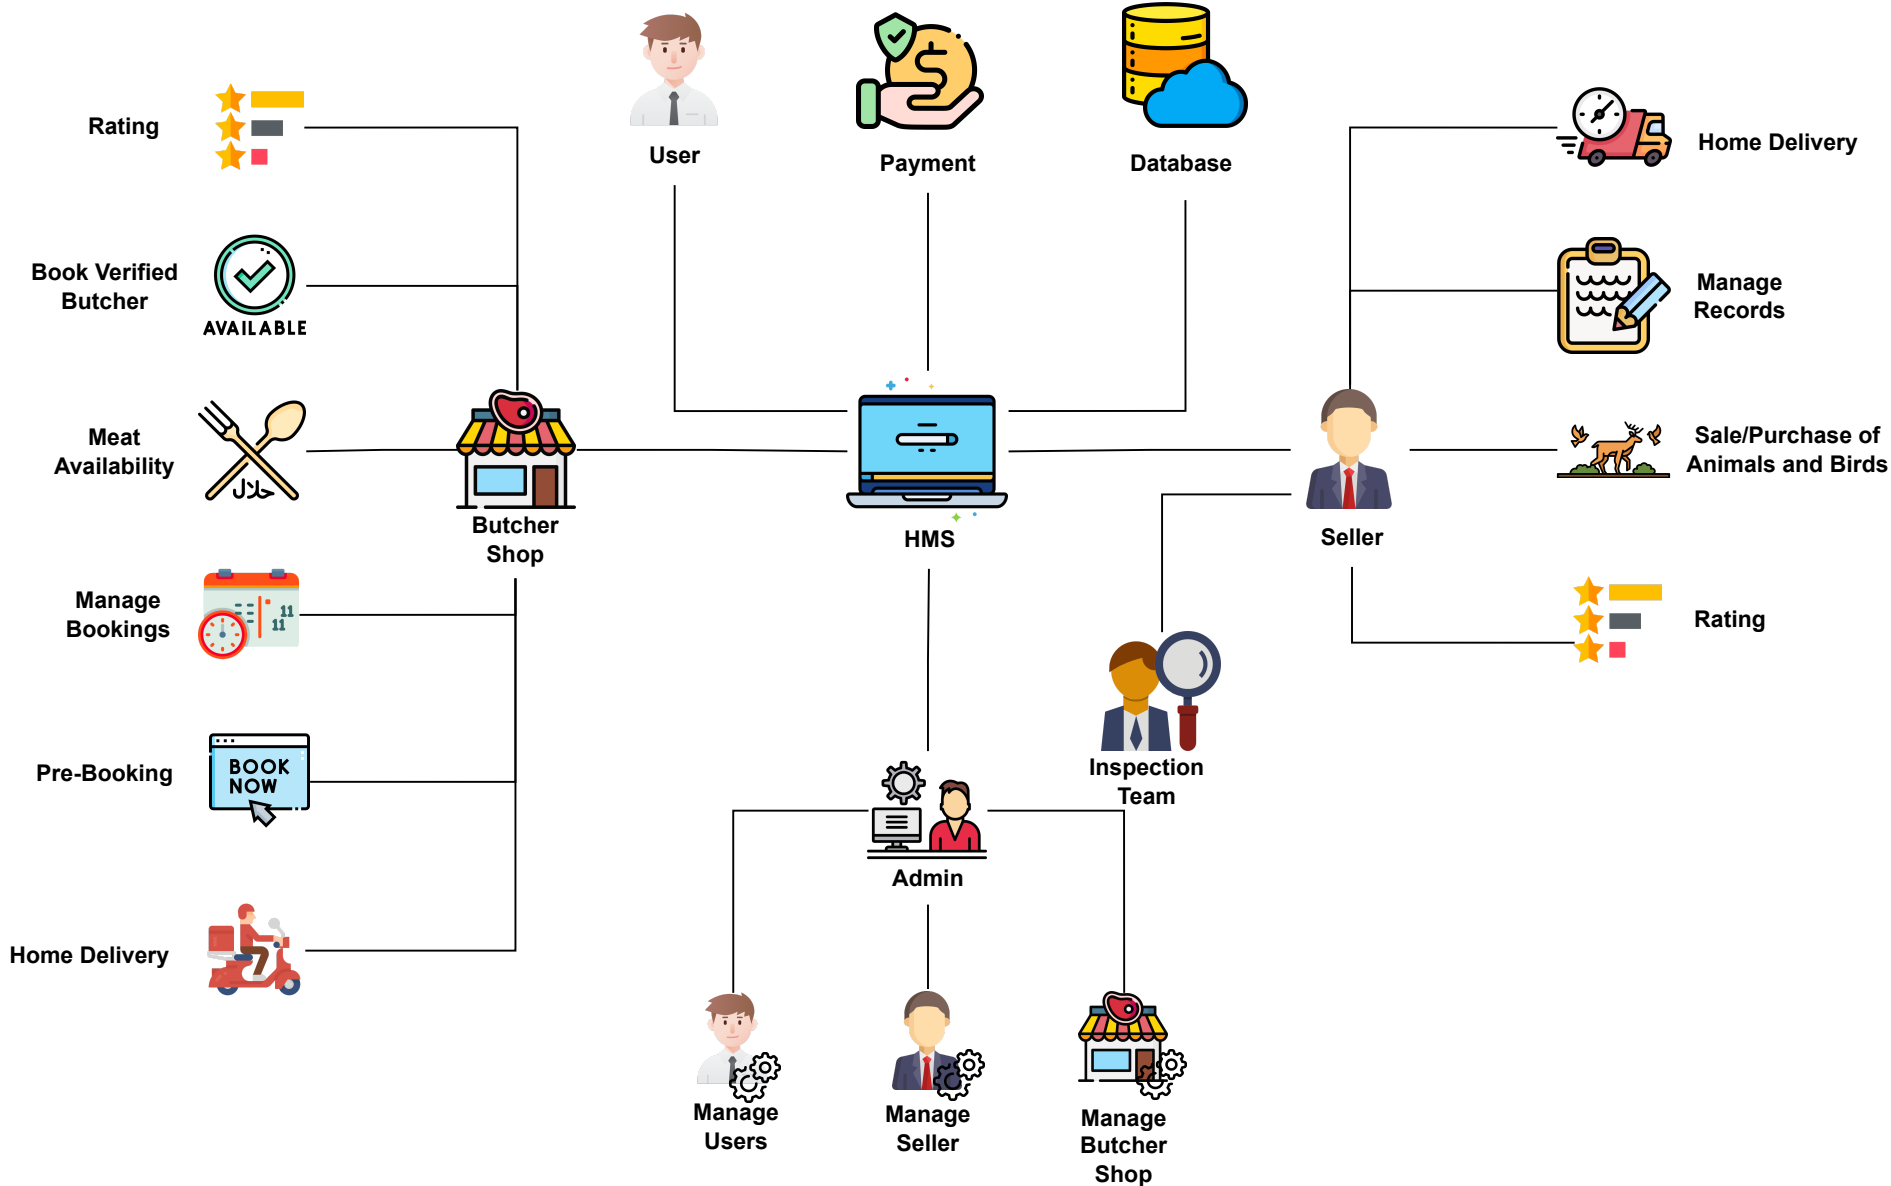 User
Payment
Database
Rating
Home Delivery
Book Verified
Butcher
AVAILABLE
Manage
Records
Meat
Availability
حلال
Butcher
Shop
HMS
Seller
Sale/Purchase of
Animals and Birds
Manage
Bookings
11
11
Rating
Pre-Booking
BOOK
NOW
Inspection
Team
Admin
Home Delivery
Manage
Users
Manage
Seller
Manage
Butcher
Shop